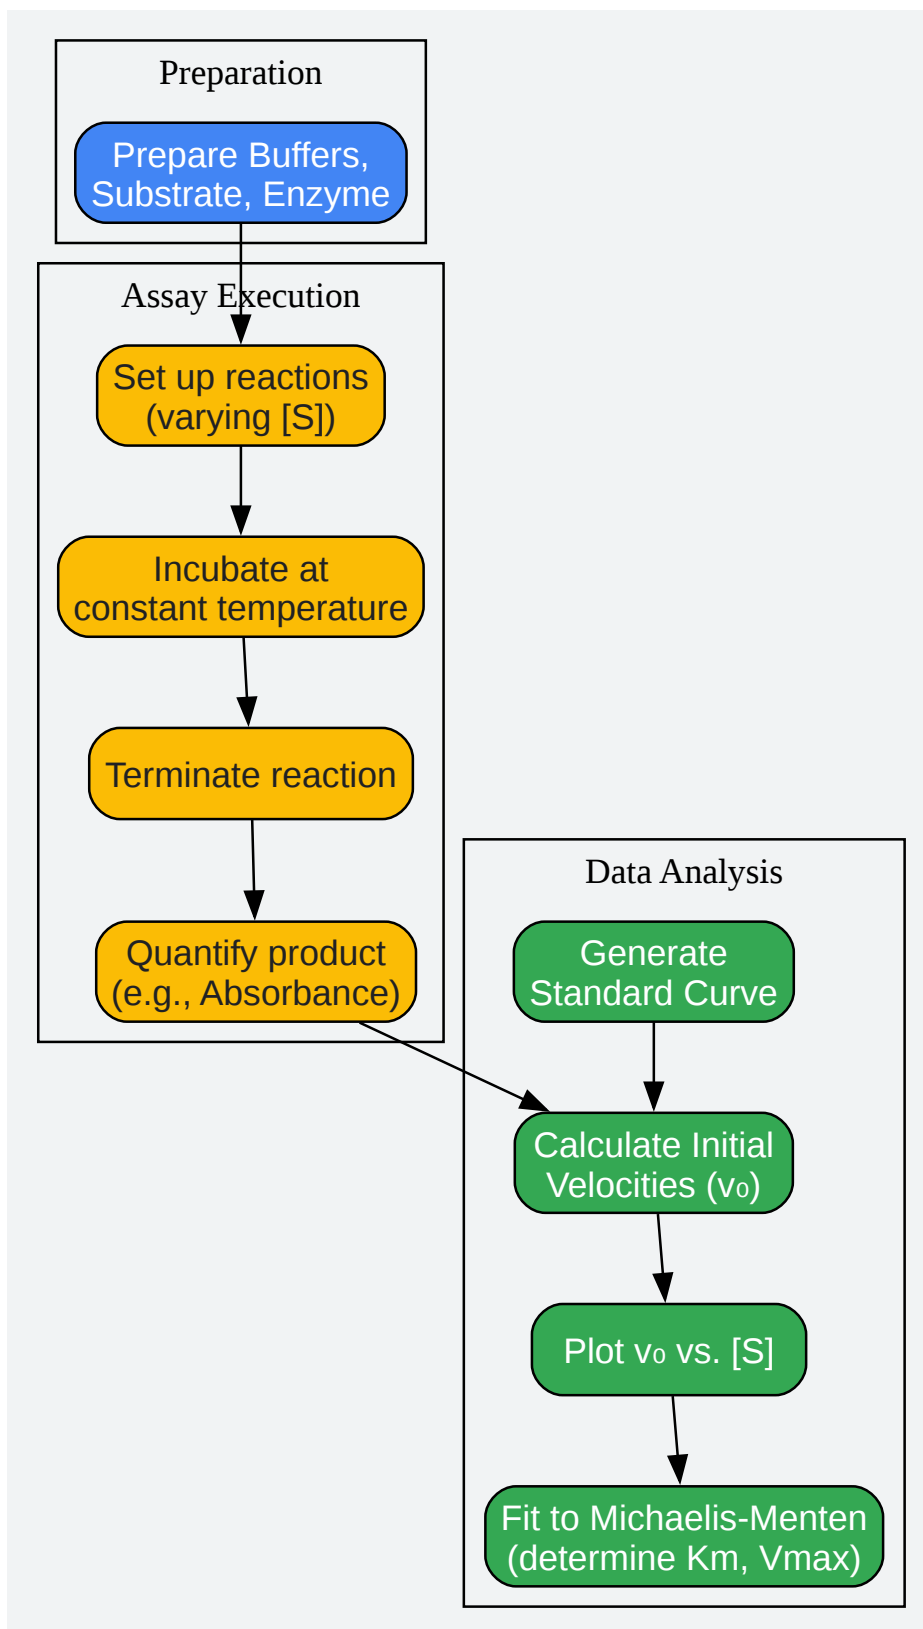 Preparation
Prepare Buffers,
Substrate, Enzyme
Assay Execution
Set up reactions
(varying [S])
Incubate at
constant temperature
Terminate reaction
Quantify product
(e.g., Absorbance)
Data Analysis
Generate
Standard Curve
Calculate Initial
Velocities (v₀)
Plot v₀ vs. [S]
Fit to Michaelis-Menten
(determine Km, Vmax)